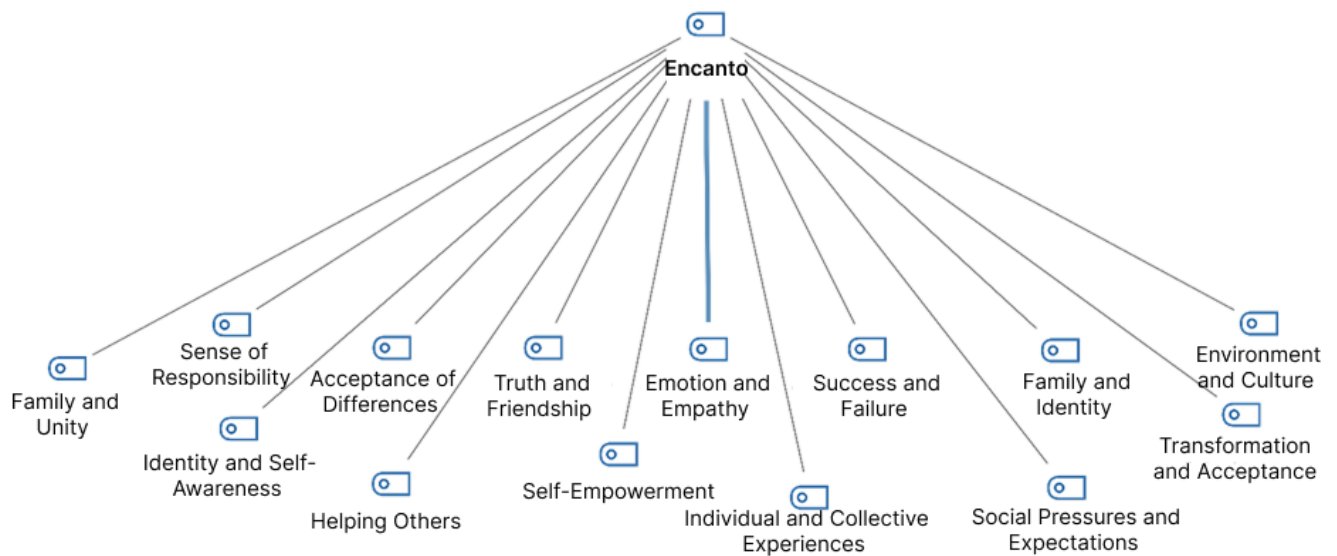 Encanto
Family and
Unity
Sense of
Responsibility
Identity and Self-
Awareness
Acceptance of
Differences
Helping Others
Truth and
Friendship
Self-Empowerment
Emotion and
Empathy
Individual and Collective
Experiences
Success and
Failure
Social Pressures and
Expectations
Family and
Identity
Transformation
and Acceptance
Environment
and Culture